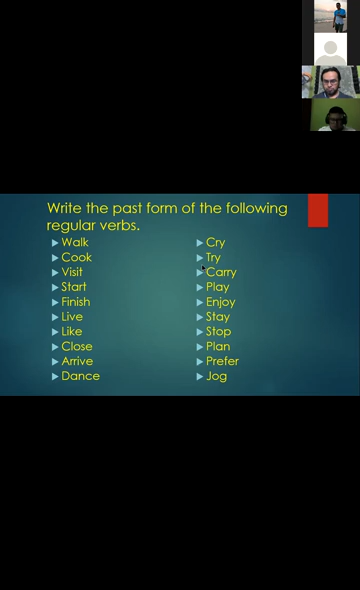 Write the past form of the following
regular verbs.
Walk
Cook
Visit
Start
Finish
Live
Like
Close
Arrive
Dance
Cry
Try
Carry
Play
Enjoy
Stay
Stop
Plan
Prefer
Jog